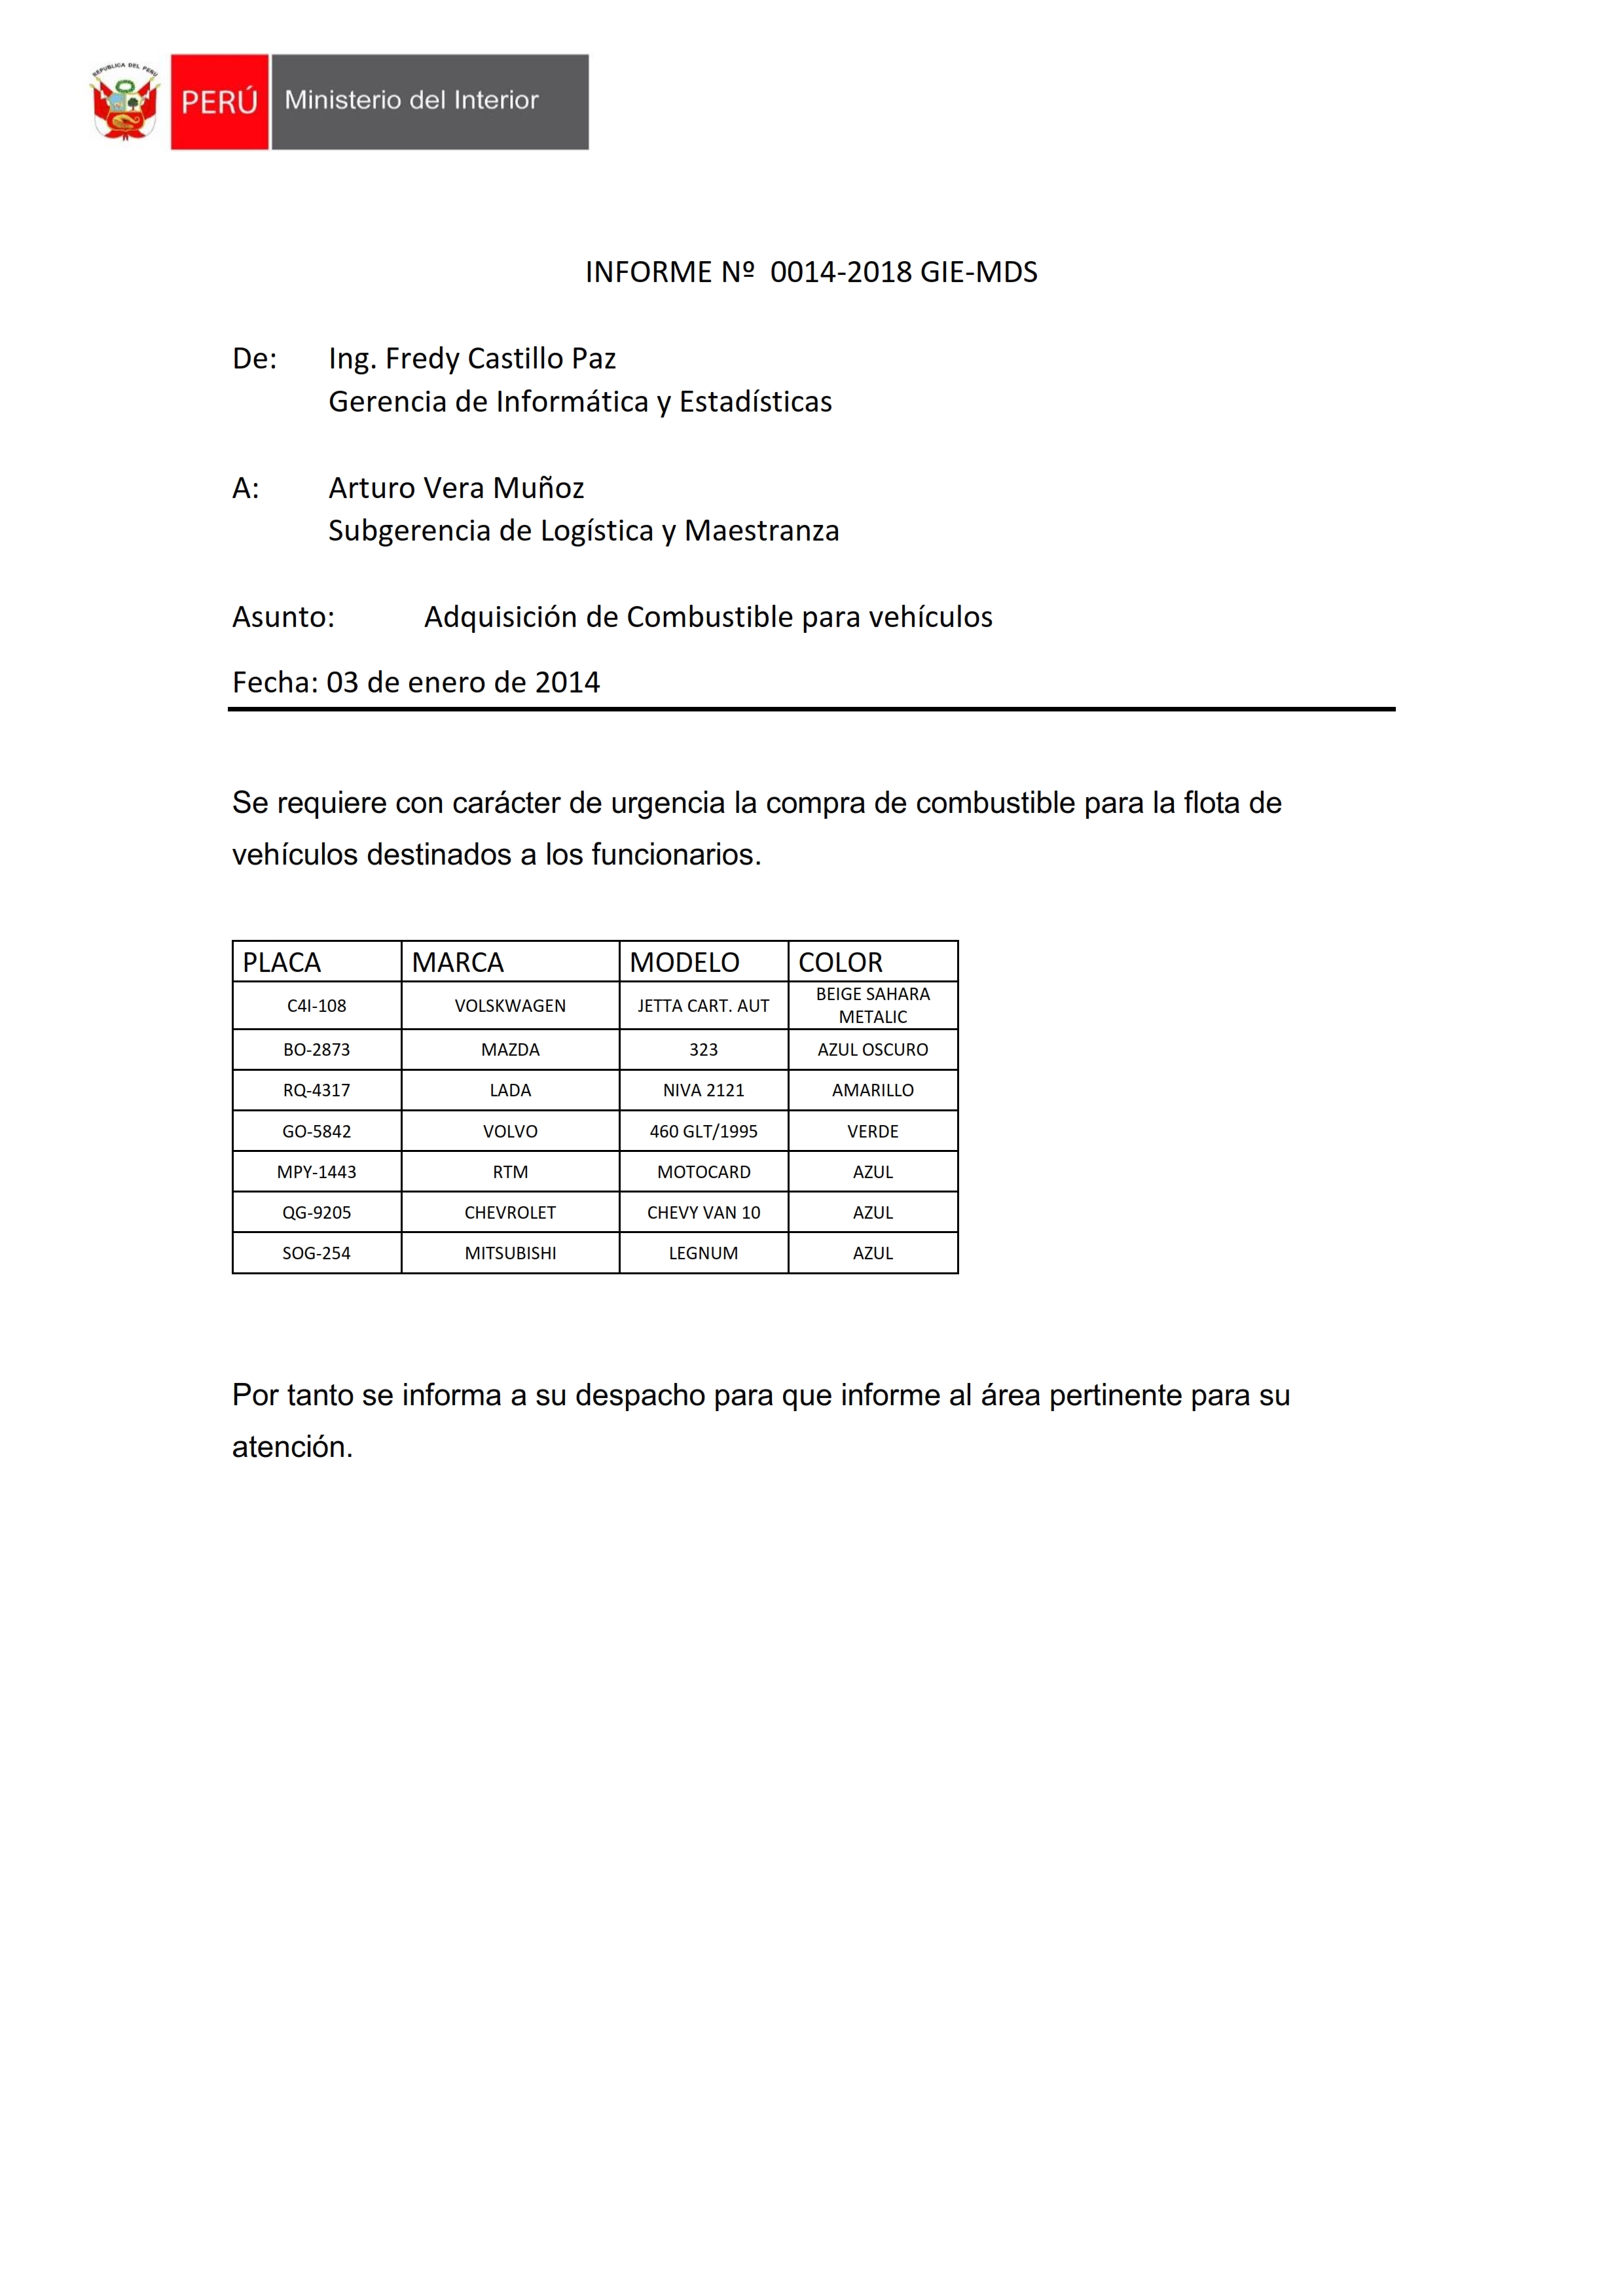 REPUBLICA DEL PERU
PERÚ Ministerio del Interior
INFORME Nº 0014-2018 GIE-MDS
De: Ing. Fredy Castillo Paz
Gerencia de Informática y Estadísticas
A: Arturo Vera Muñoz
Subgerencia de Logística y Maestranza
Asunto: Adquisición de Combustible para vehículos
Fecha: 03 de enero de 2014
Se requiere con carácter de urgencia la compra de combustible para la flota de
vehículos destinados a los funcionarios.
PLACA MARCA MODELO COLOR
C4I-108 VOLSKWAGEN JETTA CART. AUT BEIGE SAHARA METALIC
BO-2873 MAZDA 323 AZUL OSCURO
RQ-4317 LADA NIVA 2121 AMARILLO
GO-5842 VOLVO 460 GLT/1995 VERDE
MPY-1443 RTM MOTOCARD AZUL
QG-9205 CHEVROLET CHEVY VAN 10 AZUL
SOG-254 MITSUBISHI LEGNUM AZUL
Por tanto se informa a su despacho para que informe al área pertinente para su
atención.